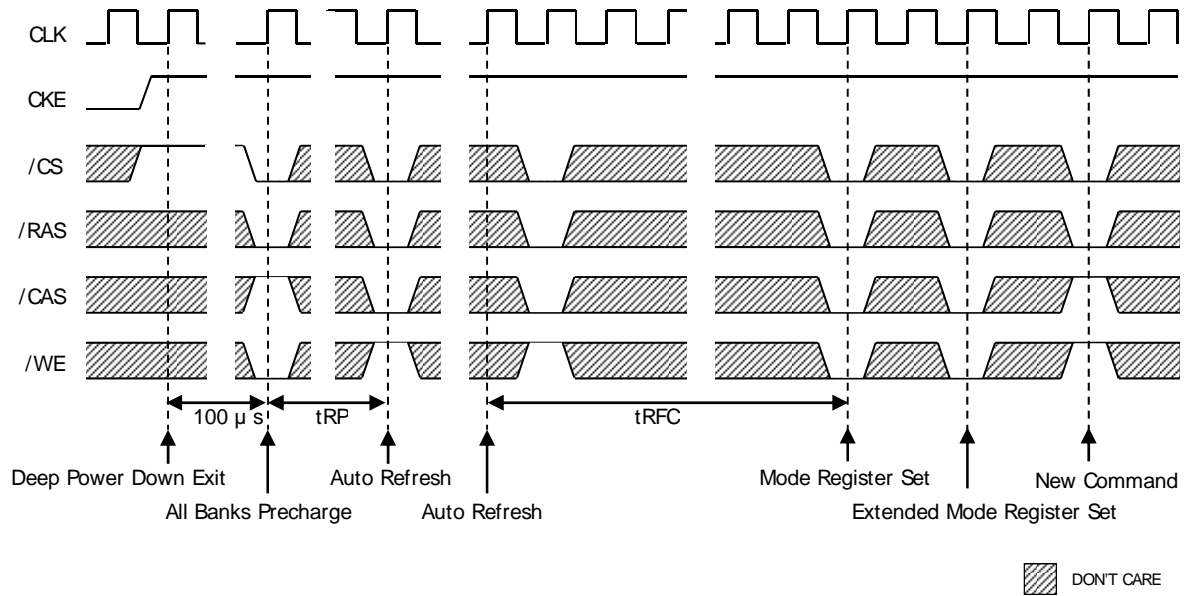 CLK
CKE
/CS
/RAS
/CAS
/WE
100 μ s
tRP
tRFC
Deep Power Down Exit
Auto Refresh
Mode Register Set
New Command
All Banks Precharge
Auto Refresh
Extended Mode Register Set
DON'T CARE